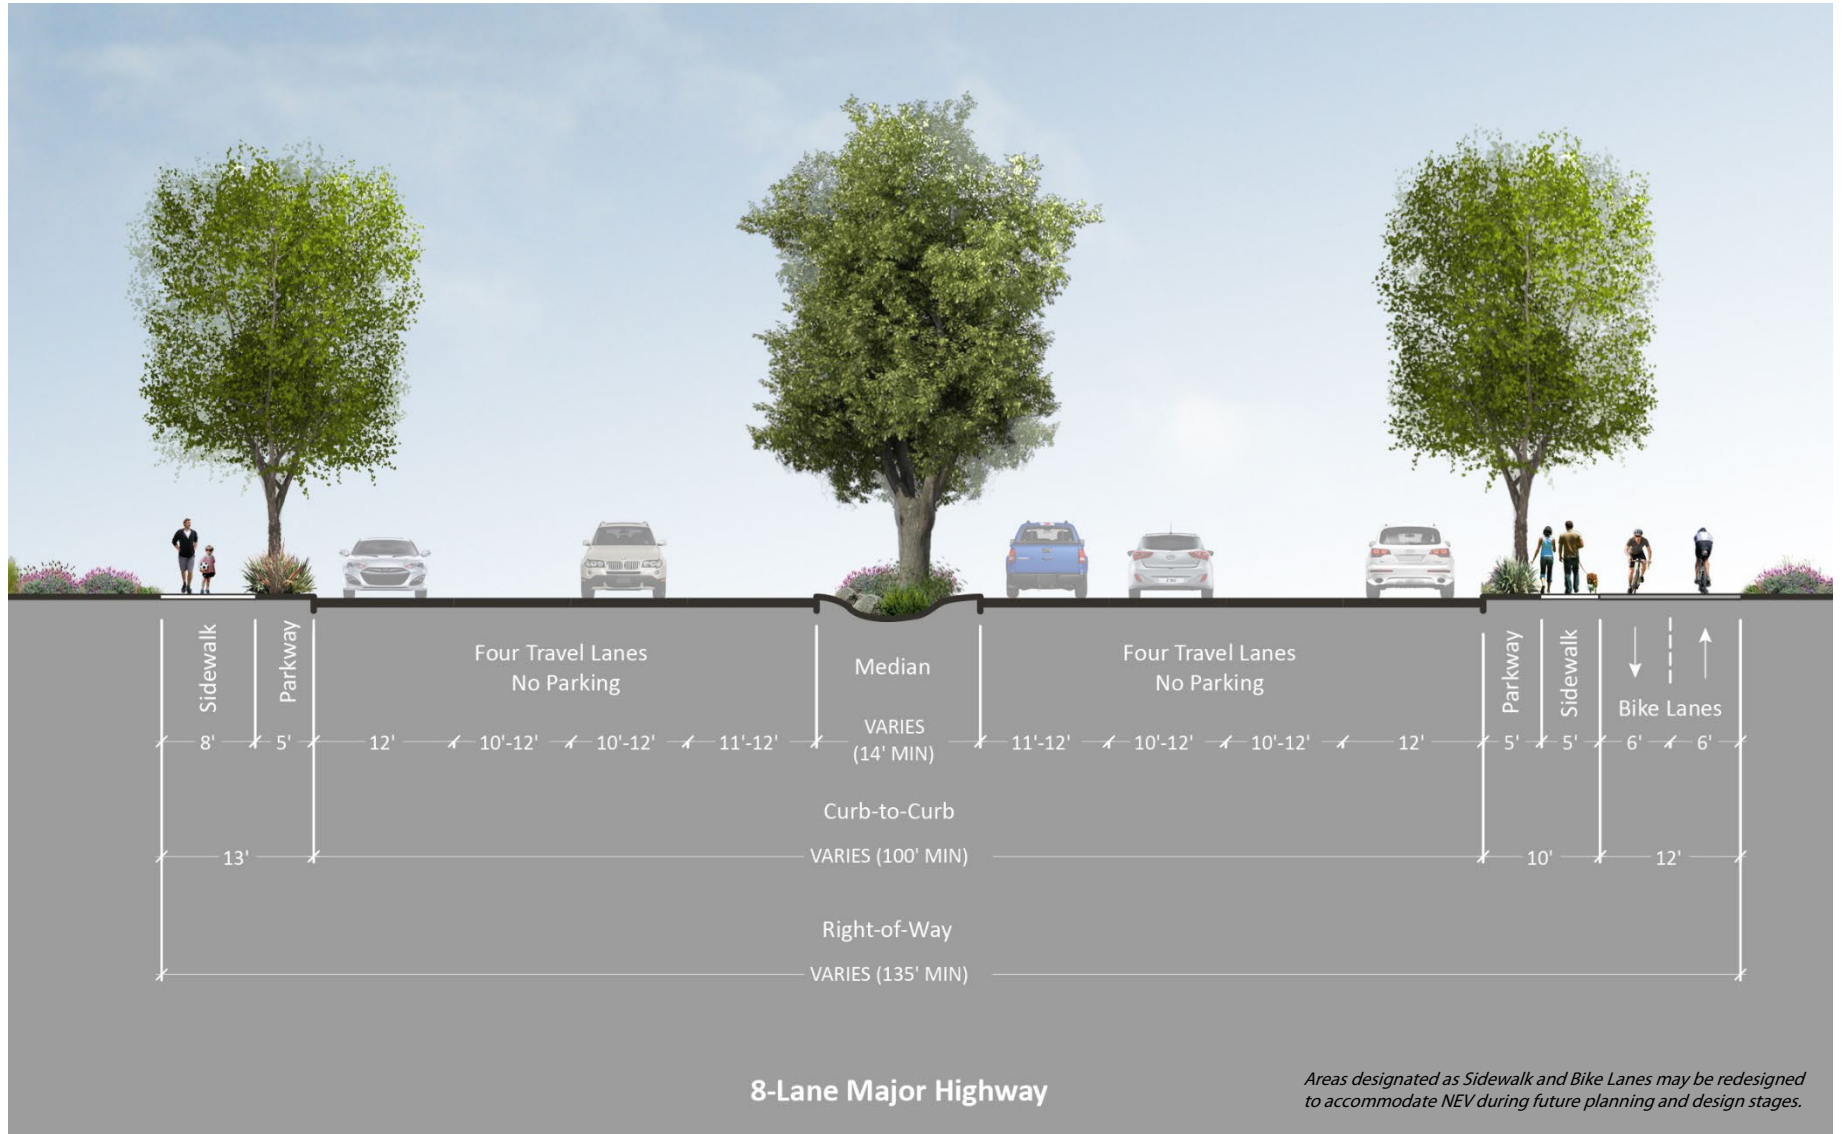 Sidewalk
Parkway
Four Travel Lanes
No Parking
Median
Four Travel Lanes
No Parking
Parkway
Sidewalk
Bike Lanes
8'
5'
12'
10'-12'
10'-12'
11'-12'
VARIES
(14' MIN)
11'-12'
10'-12'
10'-12'
12'
5'
5'
6'
6'
Curb-to-Curb
13'
VARIES (100' MIN)
10'
12'
Right-of-Way
VARIES (135' MIN)
8-Lane Major Highway
Areas designated as Sidewalk and Bike Lanes may be redesigned
to accommodate NEV during future planning and design stages.